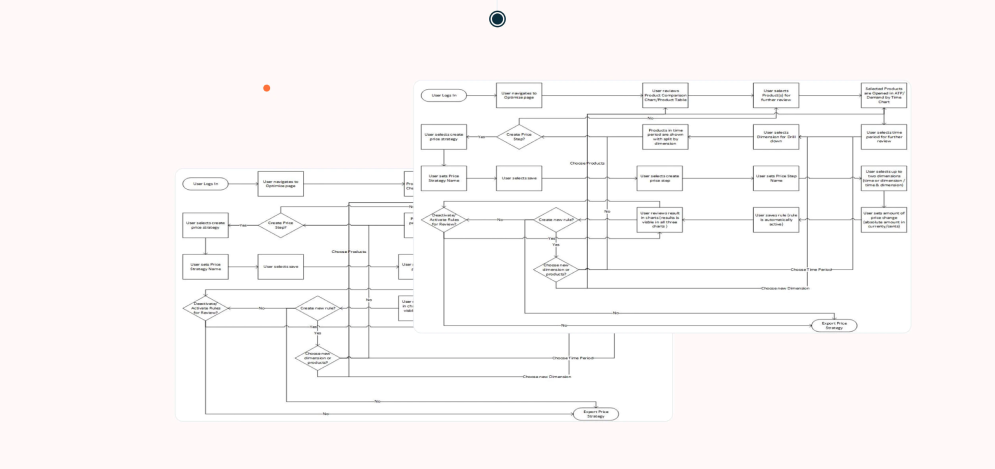 User Logs In
User navigates to
Optimise page
User reviews
Product Comparison
Chart/Product Table
User selects
Product(s) for
further review
Selected Products
are Opened in ATP/
Demand by Time
Chart
No
User selects create
price strategy
Yes
Create Price
Step?
Products in time
period are shown
with split by
dimension
User selects
Dimension for Drill
down
User selects time
period for further
review
Choose Products
User sets Price
Strategy Name
User selects save
User selects create
price step
User sets Price Step
Name
User selects up to
two dimensions
(time or dimension /
time & dimension)
Deactivate/
Activate Rules
for Review?
No
Create new rule?
No
User reviews result
in charts (results is
visible in all three
charts )
User saves rule (rule
is automatically
active)
User sets amount of
price change
(absolute amount in
currency/cents)
Yes
Yes
Choose new
dimension or
products?
Choose Time Period
Choose new Dimension
No
No
Export Price
Strategy
User Logs In
User navigates to
Optimise page
No
User selects create
price strategy
Yes
Create Price
Step?
Choose Products
User sets Price
Strategy Name
User selects save
Deactivate/
Activate Rules
for Review?
No
Create new rule?
No
Yes
Yes
Choose new
dimension or
products?
Choose Time Period
Choose new Dimension
No
No
Export Price
Strategy